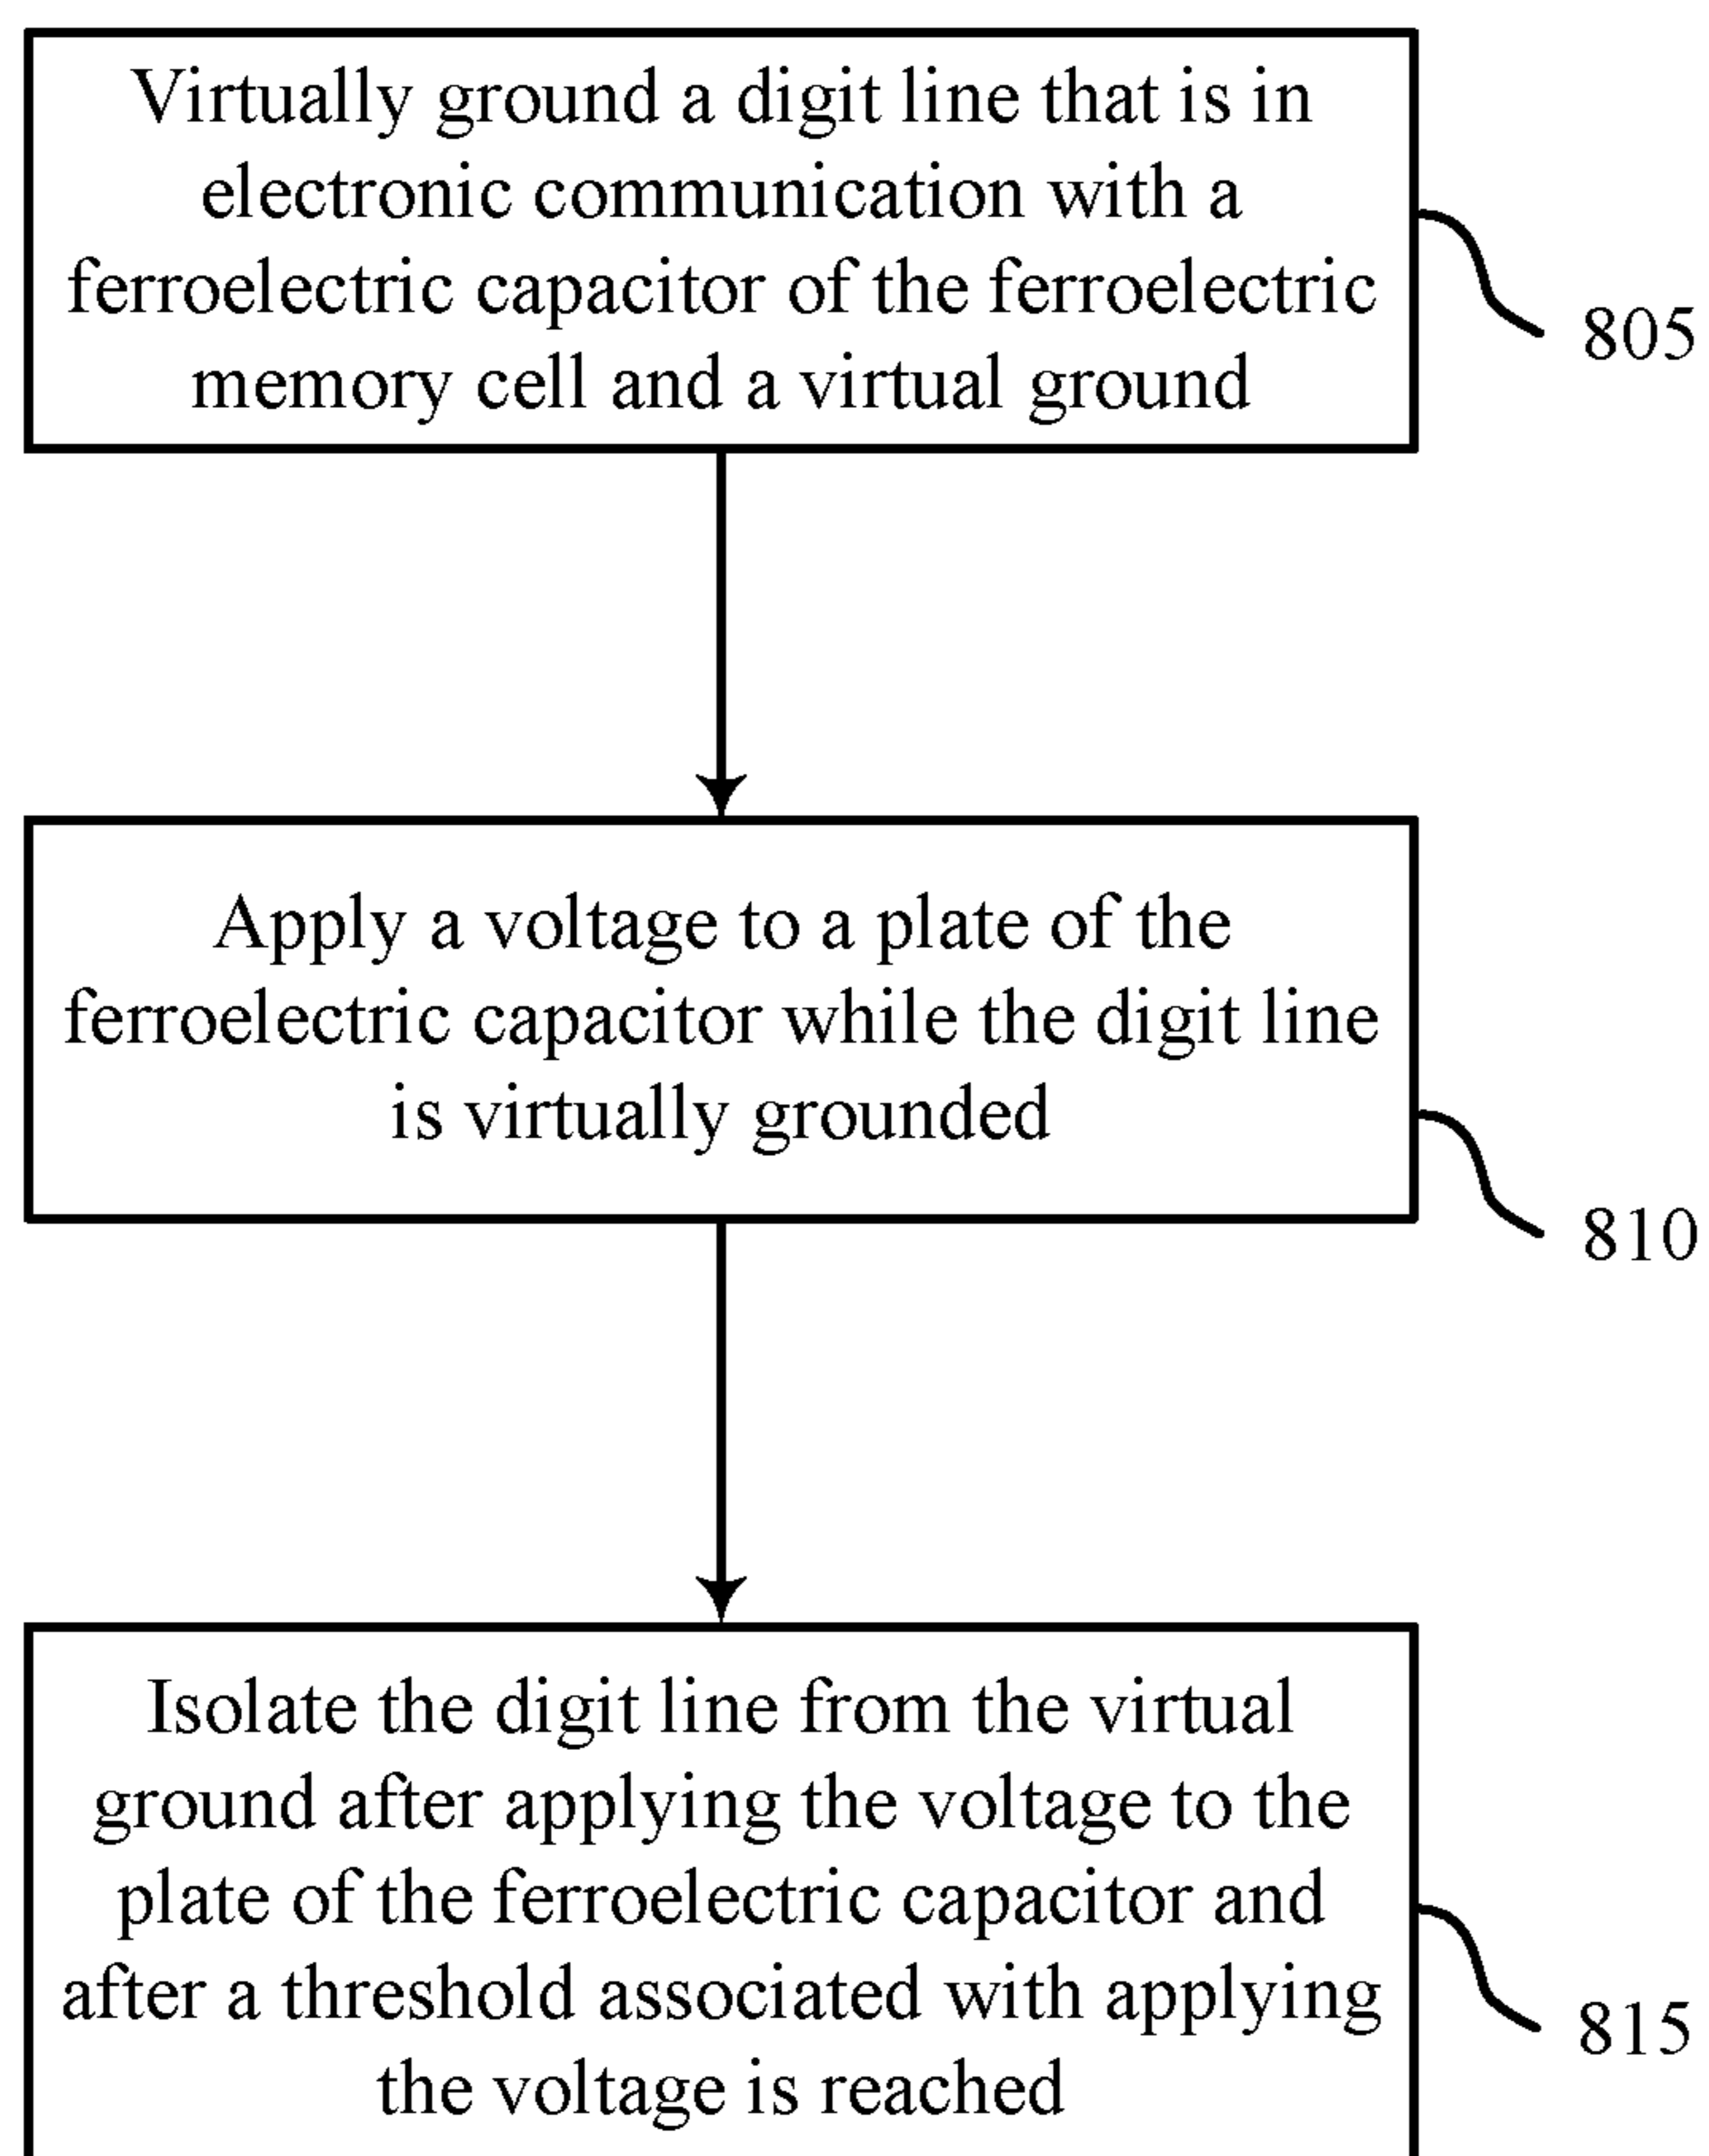 Virtually ground a digit line that is in
electronic communication with a
ferroelectric capacitor of the ferroelectric
memory cell and a virtual ground
805
Apply a voltage to a plate of the
ferroelectric capacitor while the digit line
is virtually grounded
810
Isolate the digit line from the virtual
ground after applying the voltage to the
plate of the ferroelectric capacitor and
after a threshold associated with applying
the voltage is reached
815